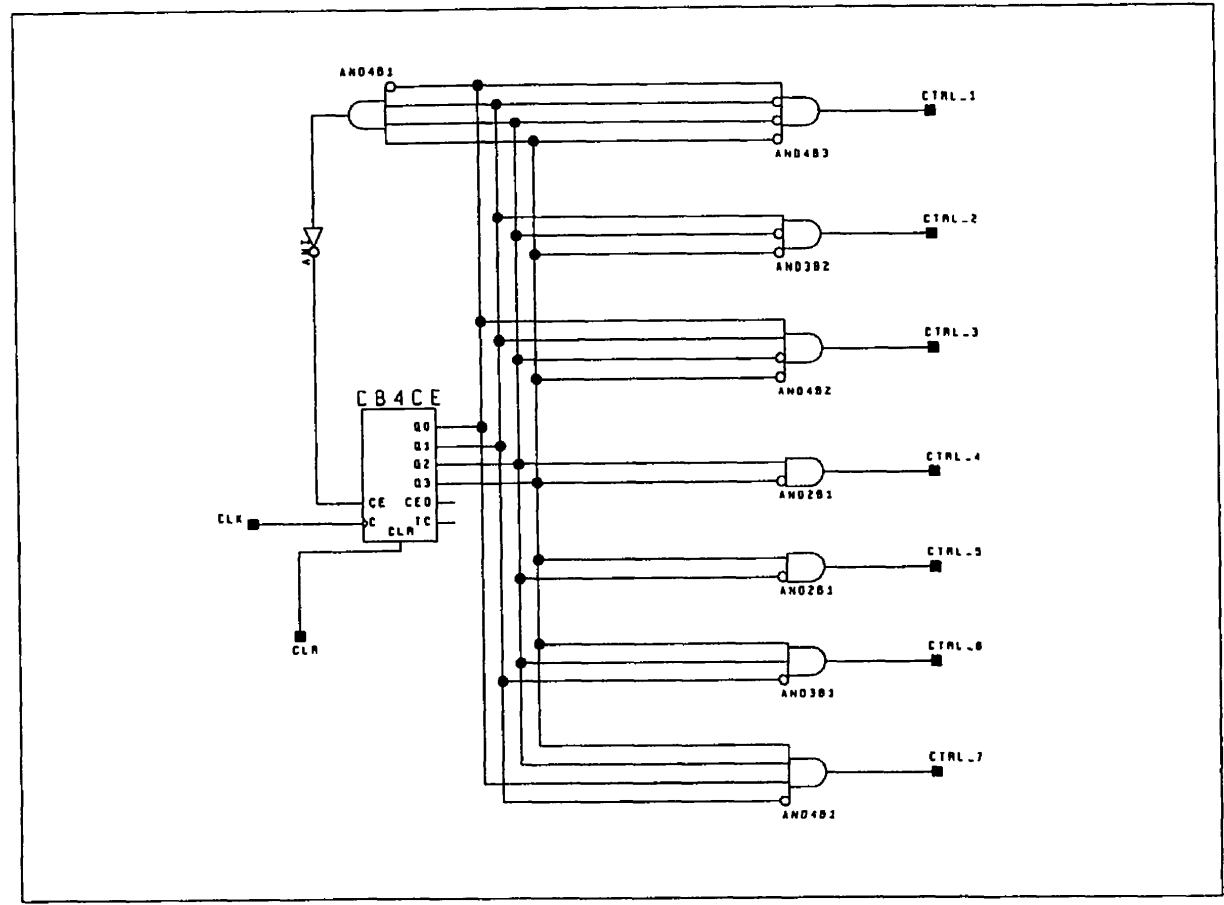 AND4B1
CTRL_1
AND4B3
CTRL_2
AND3B2
CTRL_3
AND4B2
INV
CB4CE
Q0
Q1
Q2
Q3
CE CEO
C TC
CLR
CLK
CLR
CTRL_4
AND2B1
CTRL_5
AND2B1
CTRL_6
AND3B1
CTRL_7
AND4B1